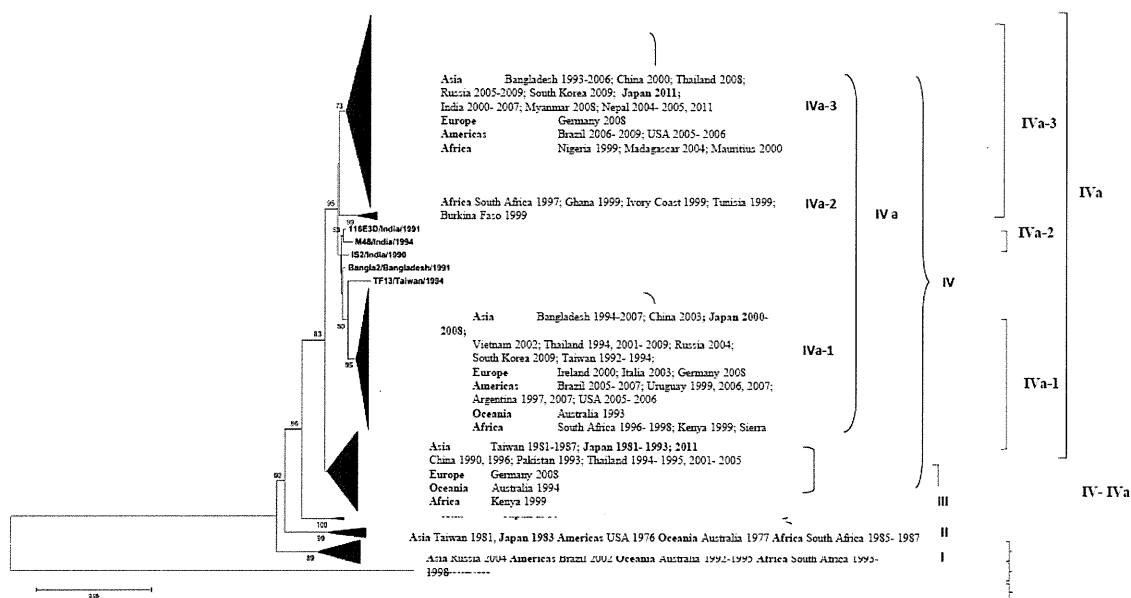 Asia Bangladesh 1993-2006; China 2000; Thailand 2008;
Russia 2005-2009; South Korea 2009; Japan 2011;
India 2000- 2007; Myanmar 2008; Nepal 2004- 2005, 2011
Europe Germany 2008
Americas Brazil 2006- 2009; USA 2005- 2006
Africa Nigeria 1999; Madagascar 2004; Mauritius 2000
IVa-3
IVa-3
IVa
73
95
Africa South Africa 1997; Ghana 1999; Ivory Coast 1999; Tunisia 1999;
Burkina Faso 1999
IVa-2
IV a
IVa-2
99
53
116E3D/India/1991
M48/India/1994
IS2/India/1990
Bangla2/Bangladesh/1991
TF13/Taiwan/1994
IV
Asia Bangladesh 1994-2007; China 2003; Japan 2000-
2008;
Vietnam 2002; Thailand 1994, 2001- 2009; Russia 2004;
South Korea 2009; Taiwan 1992- 1994;
Europe Ireland 2000; Italia 2003; Germany 2008
Americas Brazil 2005- 2007; Uruguay 1999, 2006, 2007;
Argentina 1997, 2007; USA 2005- 2006
Oceania Australia 1993
Africa South Africa 1996- 1998; Kenya 1999; Sierra
IVa-1
IVa-1
83
95
Asia Taiwan 1981-1987; Japan 1981- 1993; 2011
China 1990, 1996; Pakistan 1993; Thailand 1994- 1995, 2001- 2005
Europe Germany 2008
Oceania Australia 1994
Africa Kenya 1999
IV- IVa
III
100
II
99
Asia Taiwan 1981, Japan 1983 Americas USA 1976 Oceania Australia 1977 Africa South Africa 1985- 1987
I
89
Asia Russia 2004 Americas Brazil 2002 Oceania Australia 1992-1995 Africa South Africa 1995-
1998